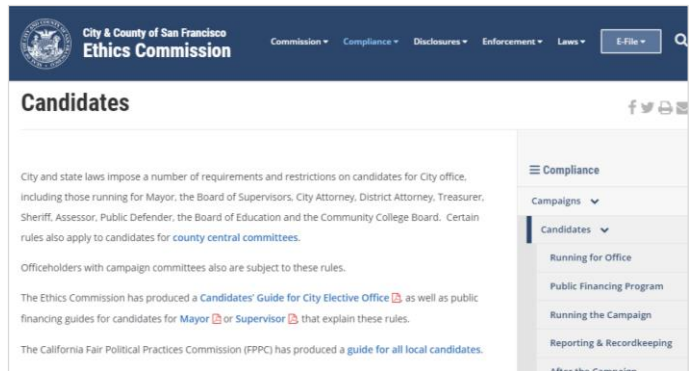 City & County of San Francisco
Ethics Commission
Commission
Compliance
Disclosures
Enforcement
Laws
E-File
Candidates
City and state laws impose a number of requirements and restrictions on candidates for City office,
including those running for Mayor, the Board of Supervisors, City Attorney, District Attorney, Treasurer,
Sheriff, Assessor, Public Defender, the Board of Education and the Community College Board. Certain
rules also apply to candidates for county central committees.
Officeholders with campaign committees also are subject to these rules.
The Ethics Commission has produced a Candidates' Guide for City Elective Office, as well as public
financing guides for candidates for Mayor or Supervisor, that explain these rules.
The California Fair Political Practices Commission (FPPC) has produced a guide for all local candidates.
Compliance
Campaigns
Candidates
Running for Office
Public Financing Program
Running the Campaign
Reporting & Recordkeeping
After the Campaign